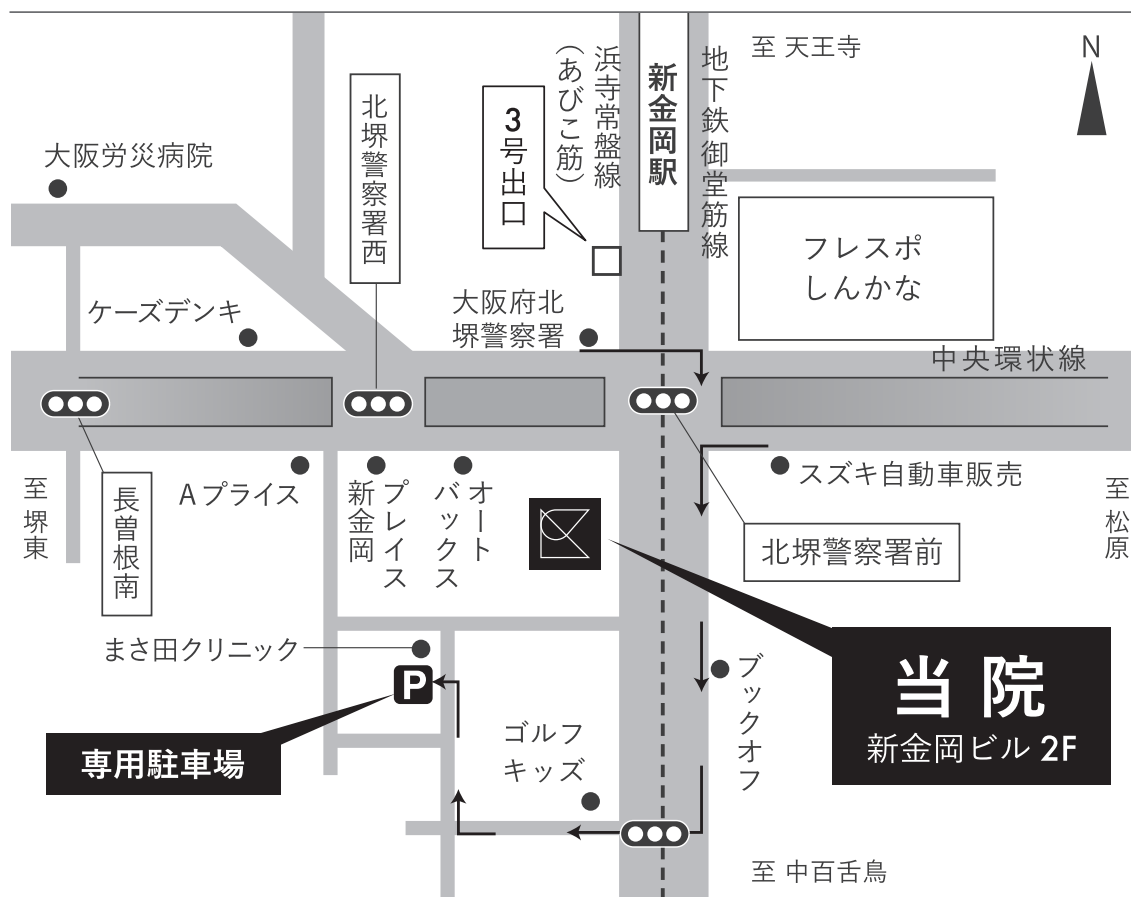 至 天王寺
N
浜寺常盤線
(あびこ筋)
新金岡駅
地下鉄御堂筋線
3号出口
北堺警察署西
大阪労災病院
フレスポ
しんかな
ケーズデンキ
大阪府北
堺警察署
中央環状線
至 堺東
長曽根南
Aプライス
プレイス
新金岡
オート
バックス
スズキ自動車販売
至 松原
北堺警察署前
まさ田クリニック
P
専用駐車場
ゴルフ
キッズ
ブックオフ
当院
新金岡ビル 2F
至 中百舌鳥